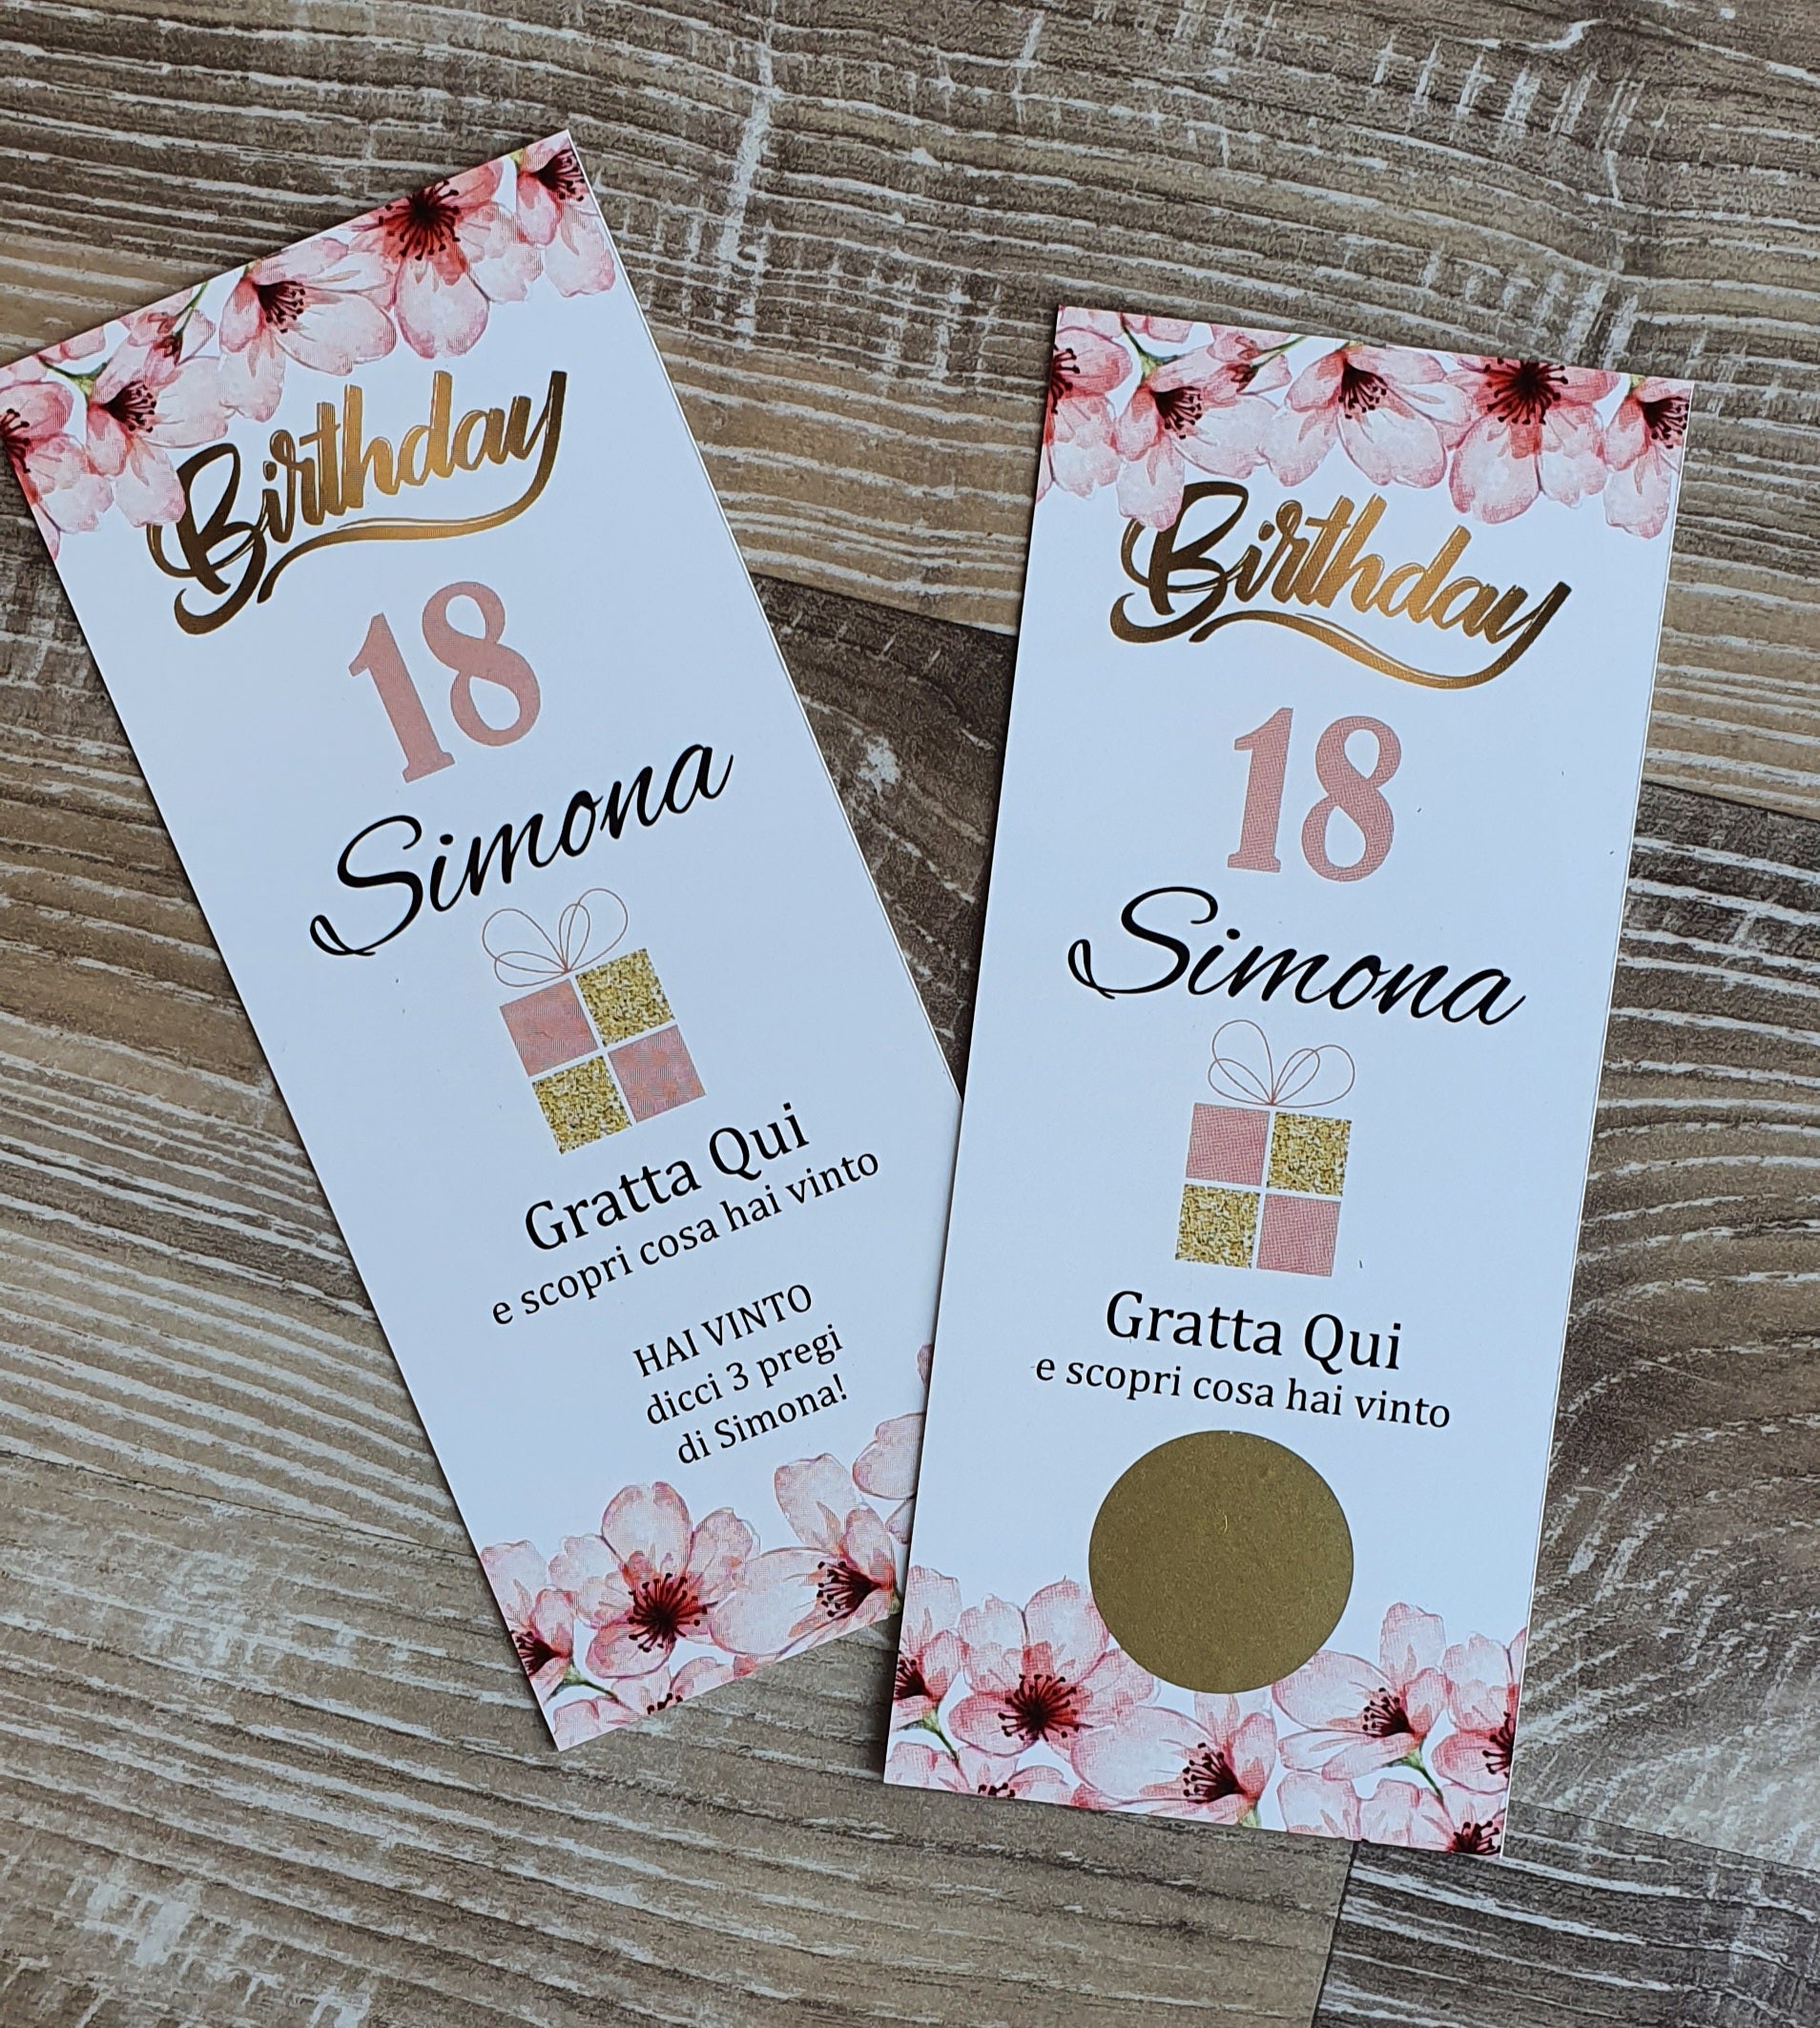 Birthday
18
Simona
Gratta Qui
e scopri cosa hai vinto
HAI VINTO
dicci 3 pregi
di Simona!
Birthday
18
Simona
Gratta Qui
e scopri cosa hai vinto